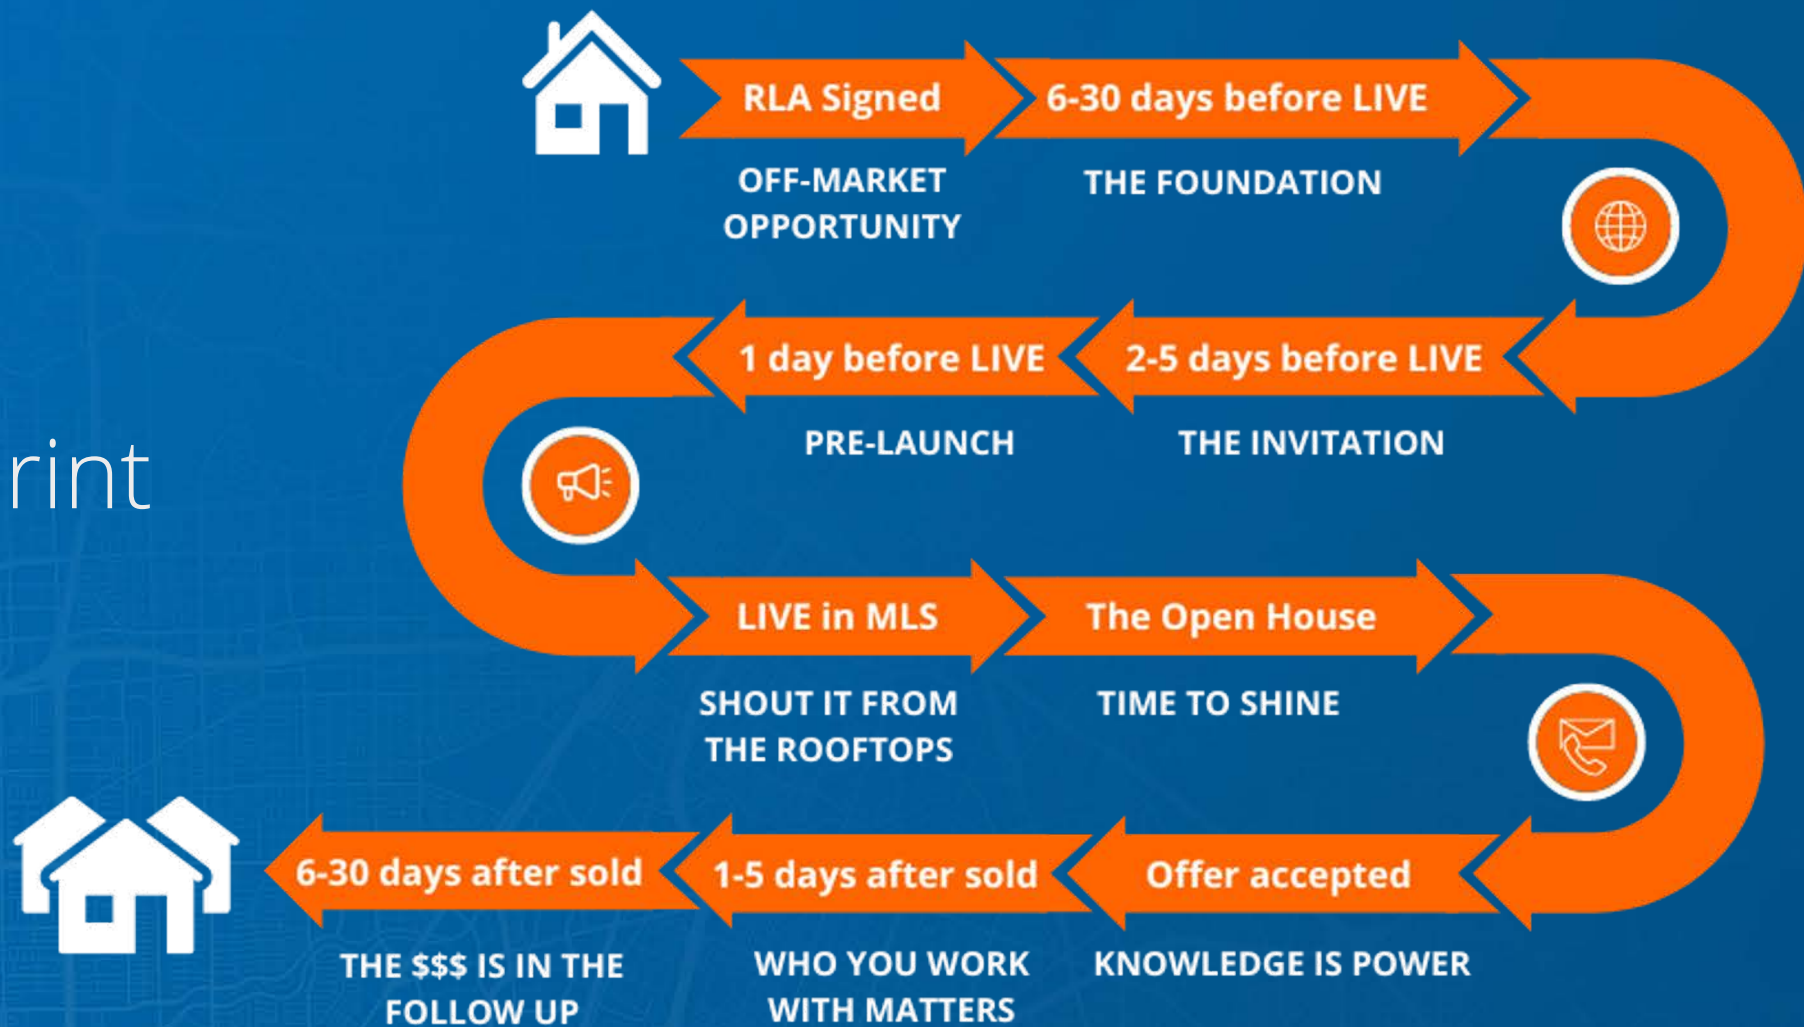 RLA Signed
6-30 days before LIVE
OFF-MARKET
OPPORTUNITY
THE FOUNDATION
2-5 days before LIVE
THE INVITATION
1 day before LIVE
PRE-LAUNCH
rint
LIVE in MLS
SHOUT IT FROM
THE ROOFTOPS
The Open House
TIME TO SHINE
Offer accepted
KNOWLEDGE IS POWER
1-5 days after sold
WHO YOU WORK
WITH MATTERS
6-30 days after sold
THE $$$ IS IN THE
FOLLOW UP